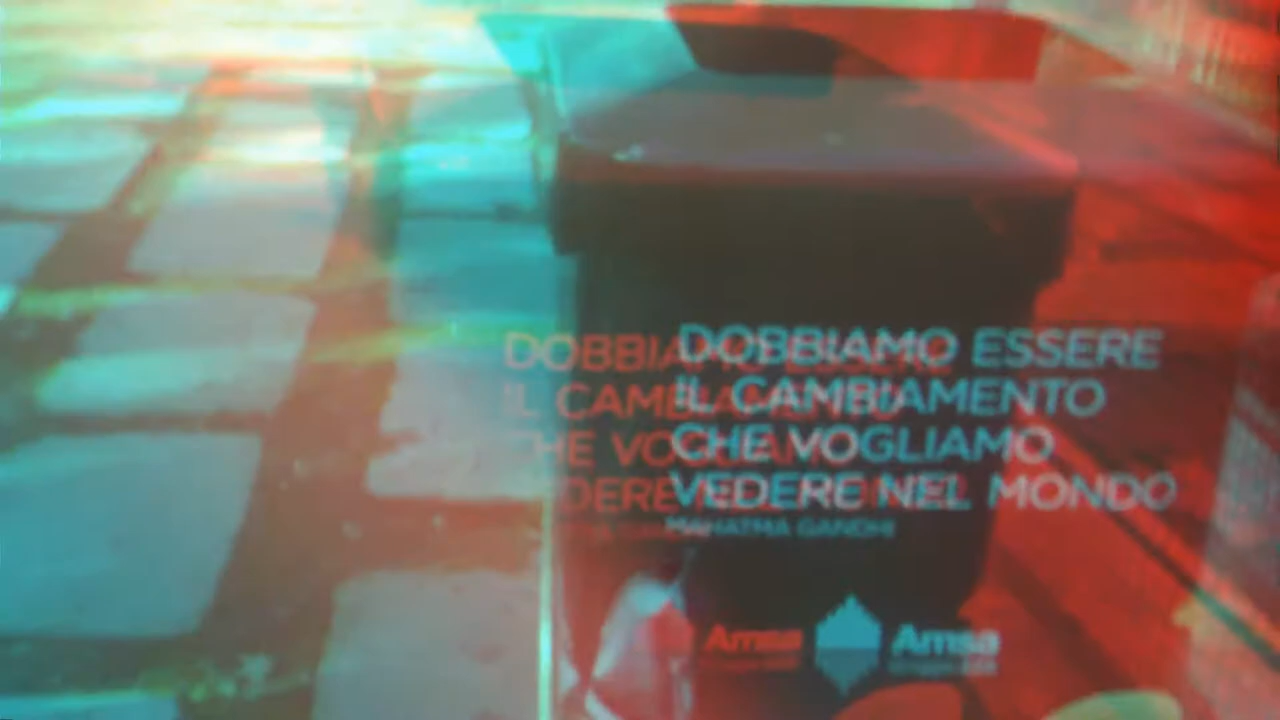 DOBBIAMO ESSERE
IL CAMBIAMENTO
CHE VOGLIAMO
VEDERE NEL MONDO
MAHATMA GANDHI
Amsa